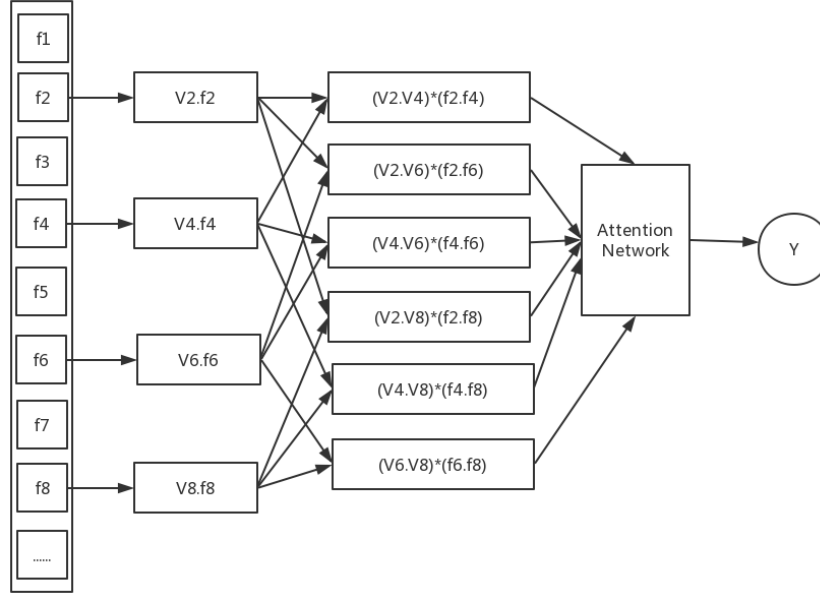 f1
f2
f3
f4
f5
f6
f7
f8
......
V2.f2
V4.f4
V6.f6
V8.f8
(V2.V4)*(f2.f4)
(V2.V6)*(f2.f6)
(V4.V6)*(f4.f6)
(V2.V8)*(f2.f8)
(V4.V8)*(f4.f8)
(V6.V8)*(f6.f8)
Attention
Network
Y